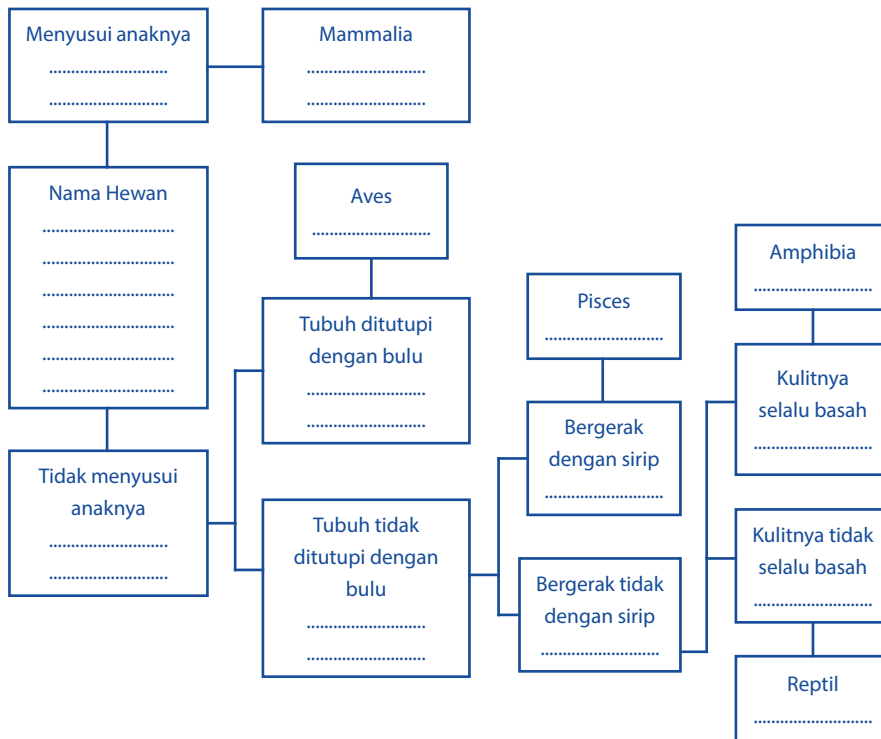 Menyusui anaknya
............................
............................
Mammalia
............................
............................
Nama Hewan
...............................
...............................
...............................
...............................
...............................
...............................
Tidak menyusui
anaknya
............................
............................
Aves
............................
Tubuh ditutupi
dengan bulu
............................
............................
Tubuh tidak
ditutupi dengan
bulu
............................
............................
Pisces
............................
Bergerak
dengan sirip
............................
Bergerak tidak
dengan sirip
............................
Amphibia
............................
Kulitnya
selalu basah
............................
Kulitnya tidak
selalu basah
............................
Reptil
............................